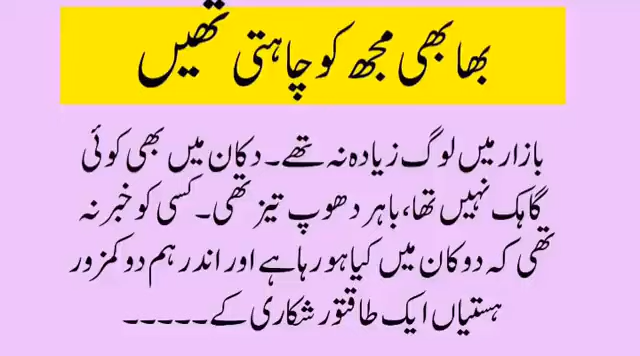 بھابھی مجھ کو چاہتی تھیں
بازار میں لوگ زیادہ نہ تھے۔ دکان میں بھی کوئی
گاہک نہیں تھا، باہر دھوپ تیز تھی۔ کسی کو خبر نہ
تھی کہ دوکان میں کیا ہو رہا ہے اور اندر ہم دو کمزور
ہستیاں ایک طاقتور شکاری کے۔۔۔۔۔